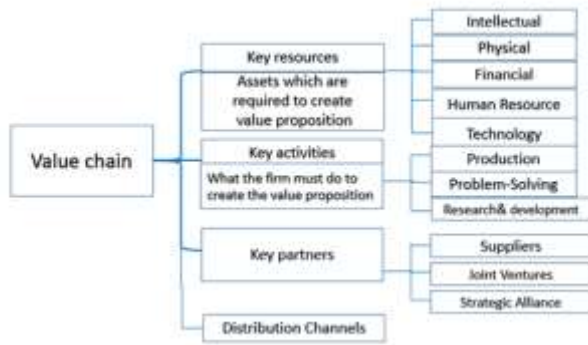 Value chain
Key resources
Assets which are
required to create
value proposition
Intellectual
Physical
Financial
Human Resource
Technology
Key activities
What the firm must do to
create the value proposition
Production
Problem-Solving
Research& development
Key partners
Suppliers
Joint Ventures
Strategic Alliance
Distribution Channels